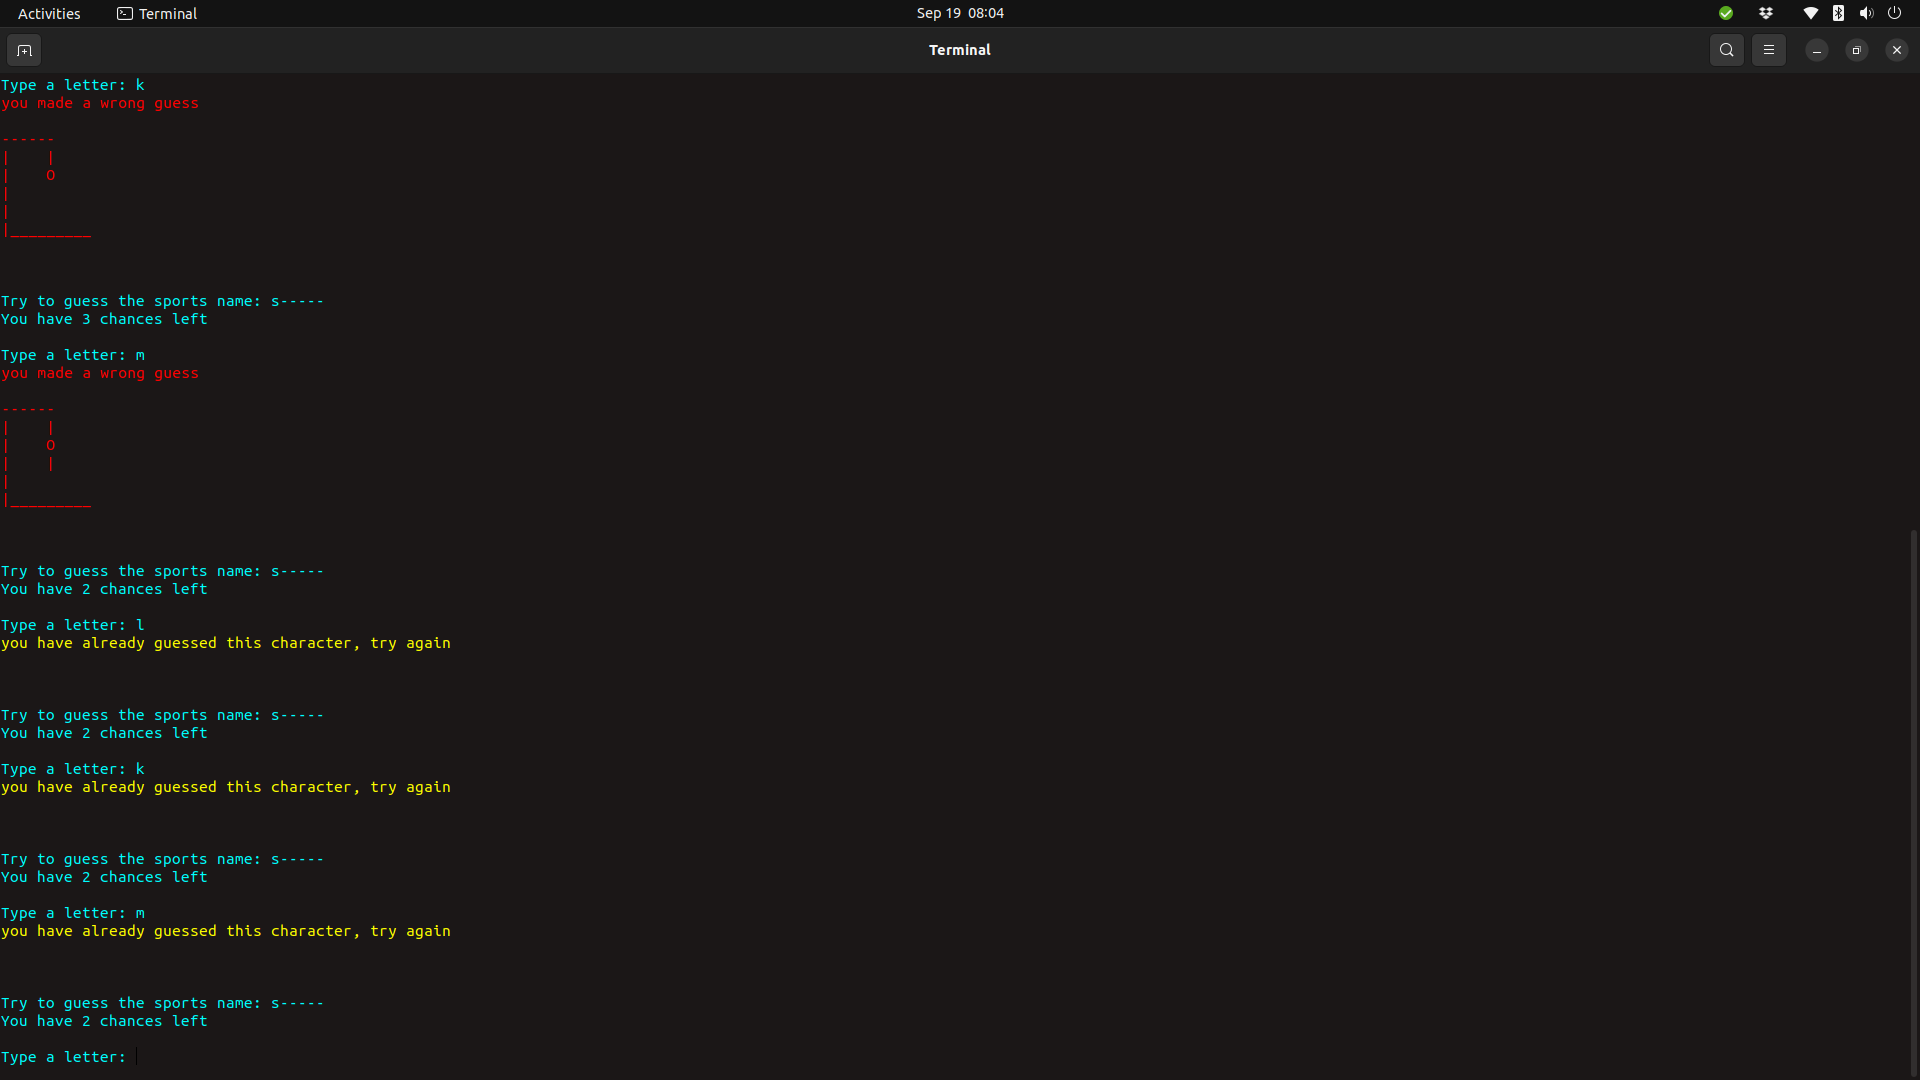 Activities Terminal Sep 19 08:04
Terminal
Type a letter: k
you made a wrong guess
------
|    |
|    O
|
|
|_________
Try to guess the sports name: s-----
You have 3 chances left
Type a letter: m
you made a wrong guess
------
|    |
|    O
|    |
|
|_________
Try to guess the sports name: s-----
You have 2 chances left
Type a letter: l
you have already guessed this character, try again
Try to guess the sports name: s-----
You have 2 chances left
Type a letter: k
you have already guessed this character, try again
Try to guess the sports name: s-----
You have 2 chances left
Type a letter: m
you have already guessed this character, try again
Try to guess the sports name: s-----
You have 2 chances left
Type a letter: